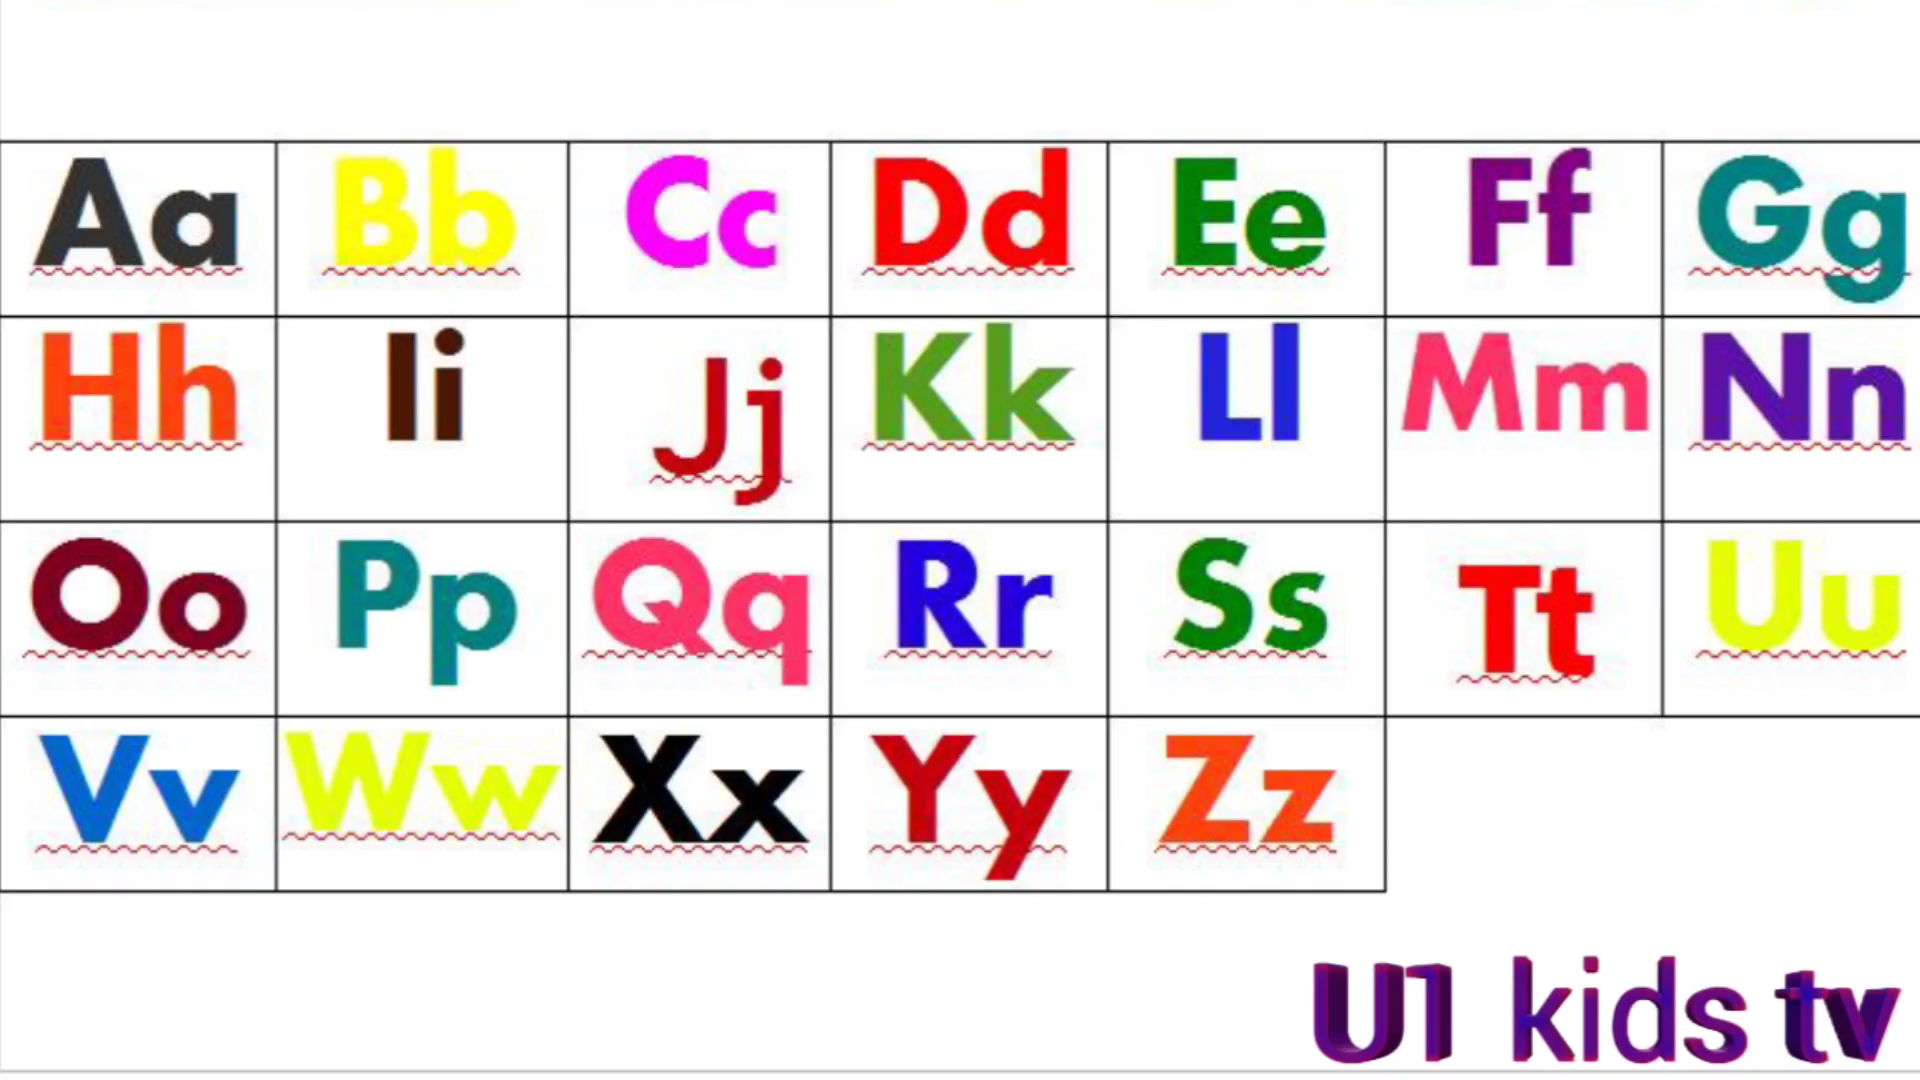 Aa Bb Cc Dd Ee Ff Gg
Hh Ii Jj Kk Ll Mm Nn
Oo Pp Qq Rr Ss Tt Uu
Vv Ww Xx Yy Zz
U1 kids tv